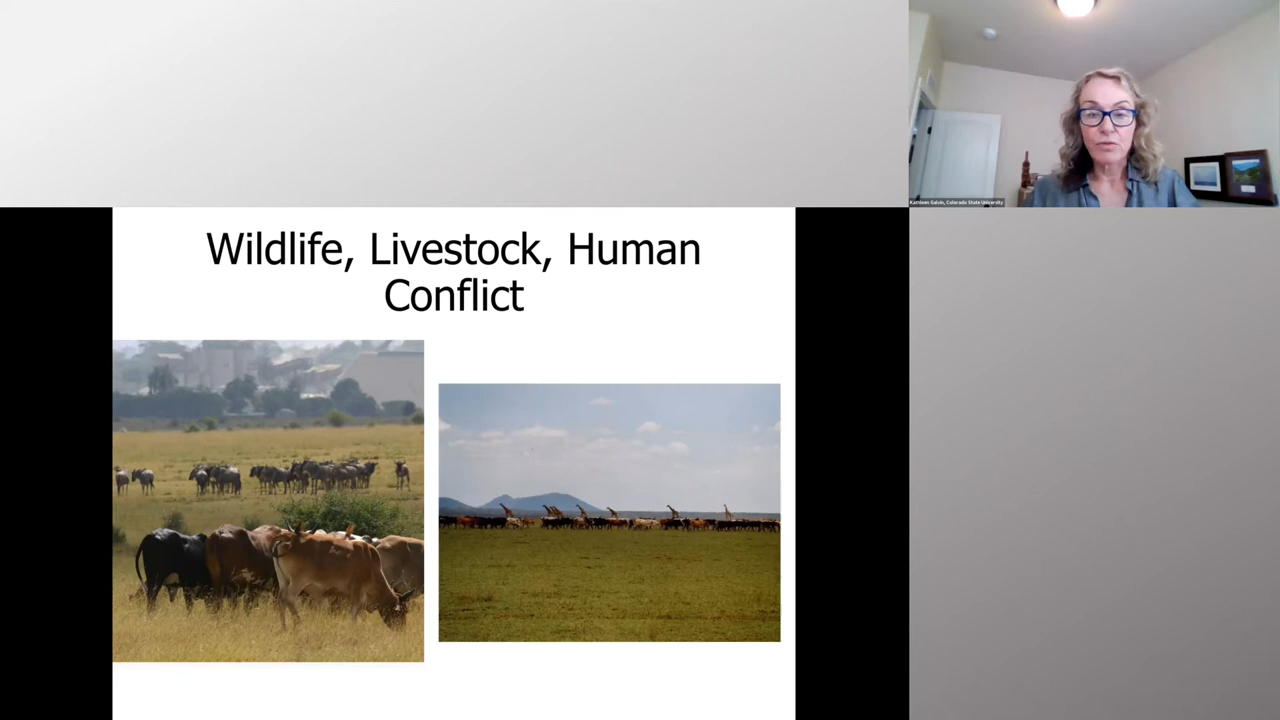 Kathleen Galvin, Colorado State University
Wildlife, Livestock, Human
Conflict